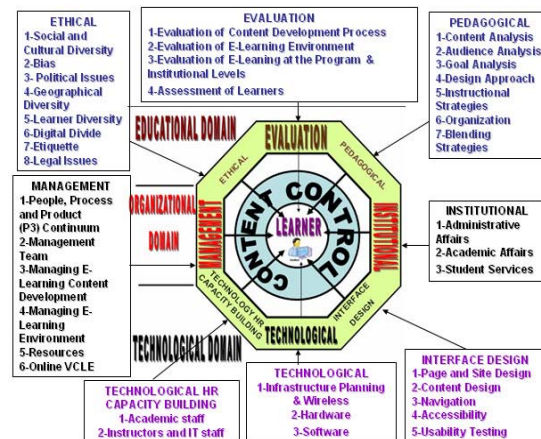 ETHICAL
1-Social and
Cultural Diversity
2-Bias
3- Political Issues
4-Geographical
Diversity
5-Learner Diversity
6-Digital Divide
7-Etiquette
8-Legal Issues
EVALUATION
1-Evaluation of Content Development Process
2-Evaluation of E-Learning Environment
3-Evaluation of E-Leaning at the Program &
Institutional Levels
4-Assessment of Learners
PEDAGOGICAL
1-Content Analysis
2-Audience Analysis
3-Goal Analysis
4-Design Approach
5-Instructional
Strategies
6-Organization
7-Blending
Strategies
EDUCATIONAL DOMAIN
ORGANIZATIONAL
DOMAIN
TECHNOLOGICAL DOMAIN
EVALUATION
PEDAGOGICAL
INSTITUTIONAL
INTERFACE
DESIGN
TECHNOLOGICAL
TECHNOLOGY HR
CAPACITY BUILDING
MANAGEMENT
ETHICAL
CONTENT CONTROL
LEARNER
MANAGEMENT
1-People, Process
and Product
(P3) Continuum
2-Management
Team
3-Managing E-
Learning Content
Development
4-Managing E-
Learning
Environment
5-Resources
6-Online VCLE
INSTITUTIONAL
1-Administrative
Affairs
2-Academic Affairs
3-Student Services
TECHNOLOGICAL HR
CAPACITY BUILDING
1-Academic staff
2-Instructors and IT staff
TECHNOLOGICAL
1-Infrastructure Planning
& Wireless
2-Hardware
3-Software
INTERFACE DESIGN
1-Page and Site Design
2-Content Design
3-Navigation
4-Accessibility
5-Usability Testing